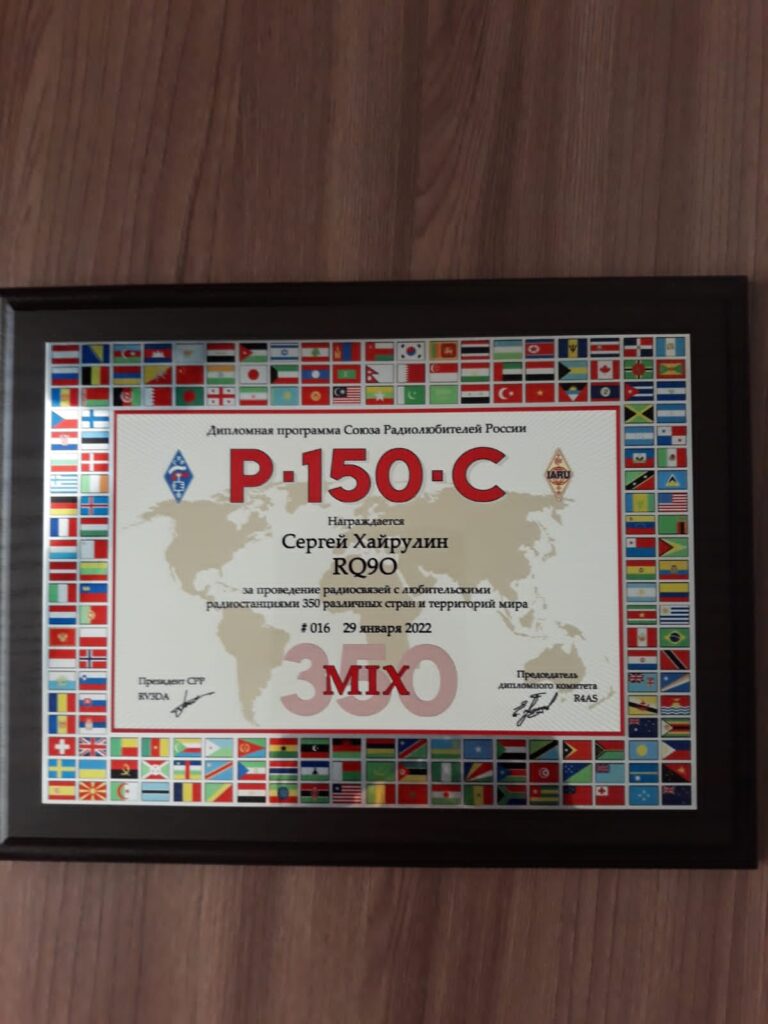 Дипломная программа Союза Радиолюбителей России
Р·150·С
IARU
Награждается
Сергей Хайрулин
RQ9O
за проведение радиосвязей с любительскими
радиостанциями 350 различных стран и территорий мира
# 016 29 января 2022
350
MIX
Президент СРР
RV3DA
Председатель
дипломного комитета
R4AS